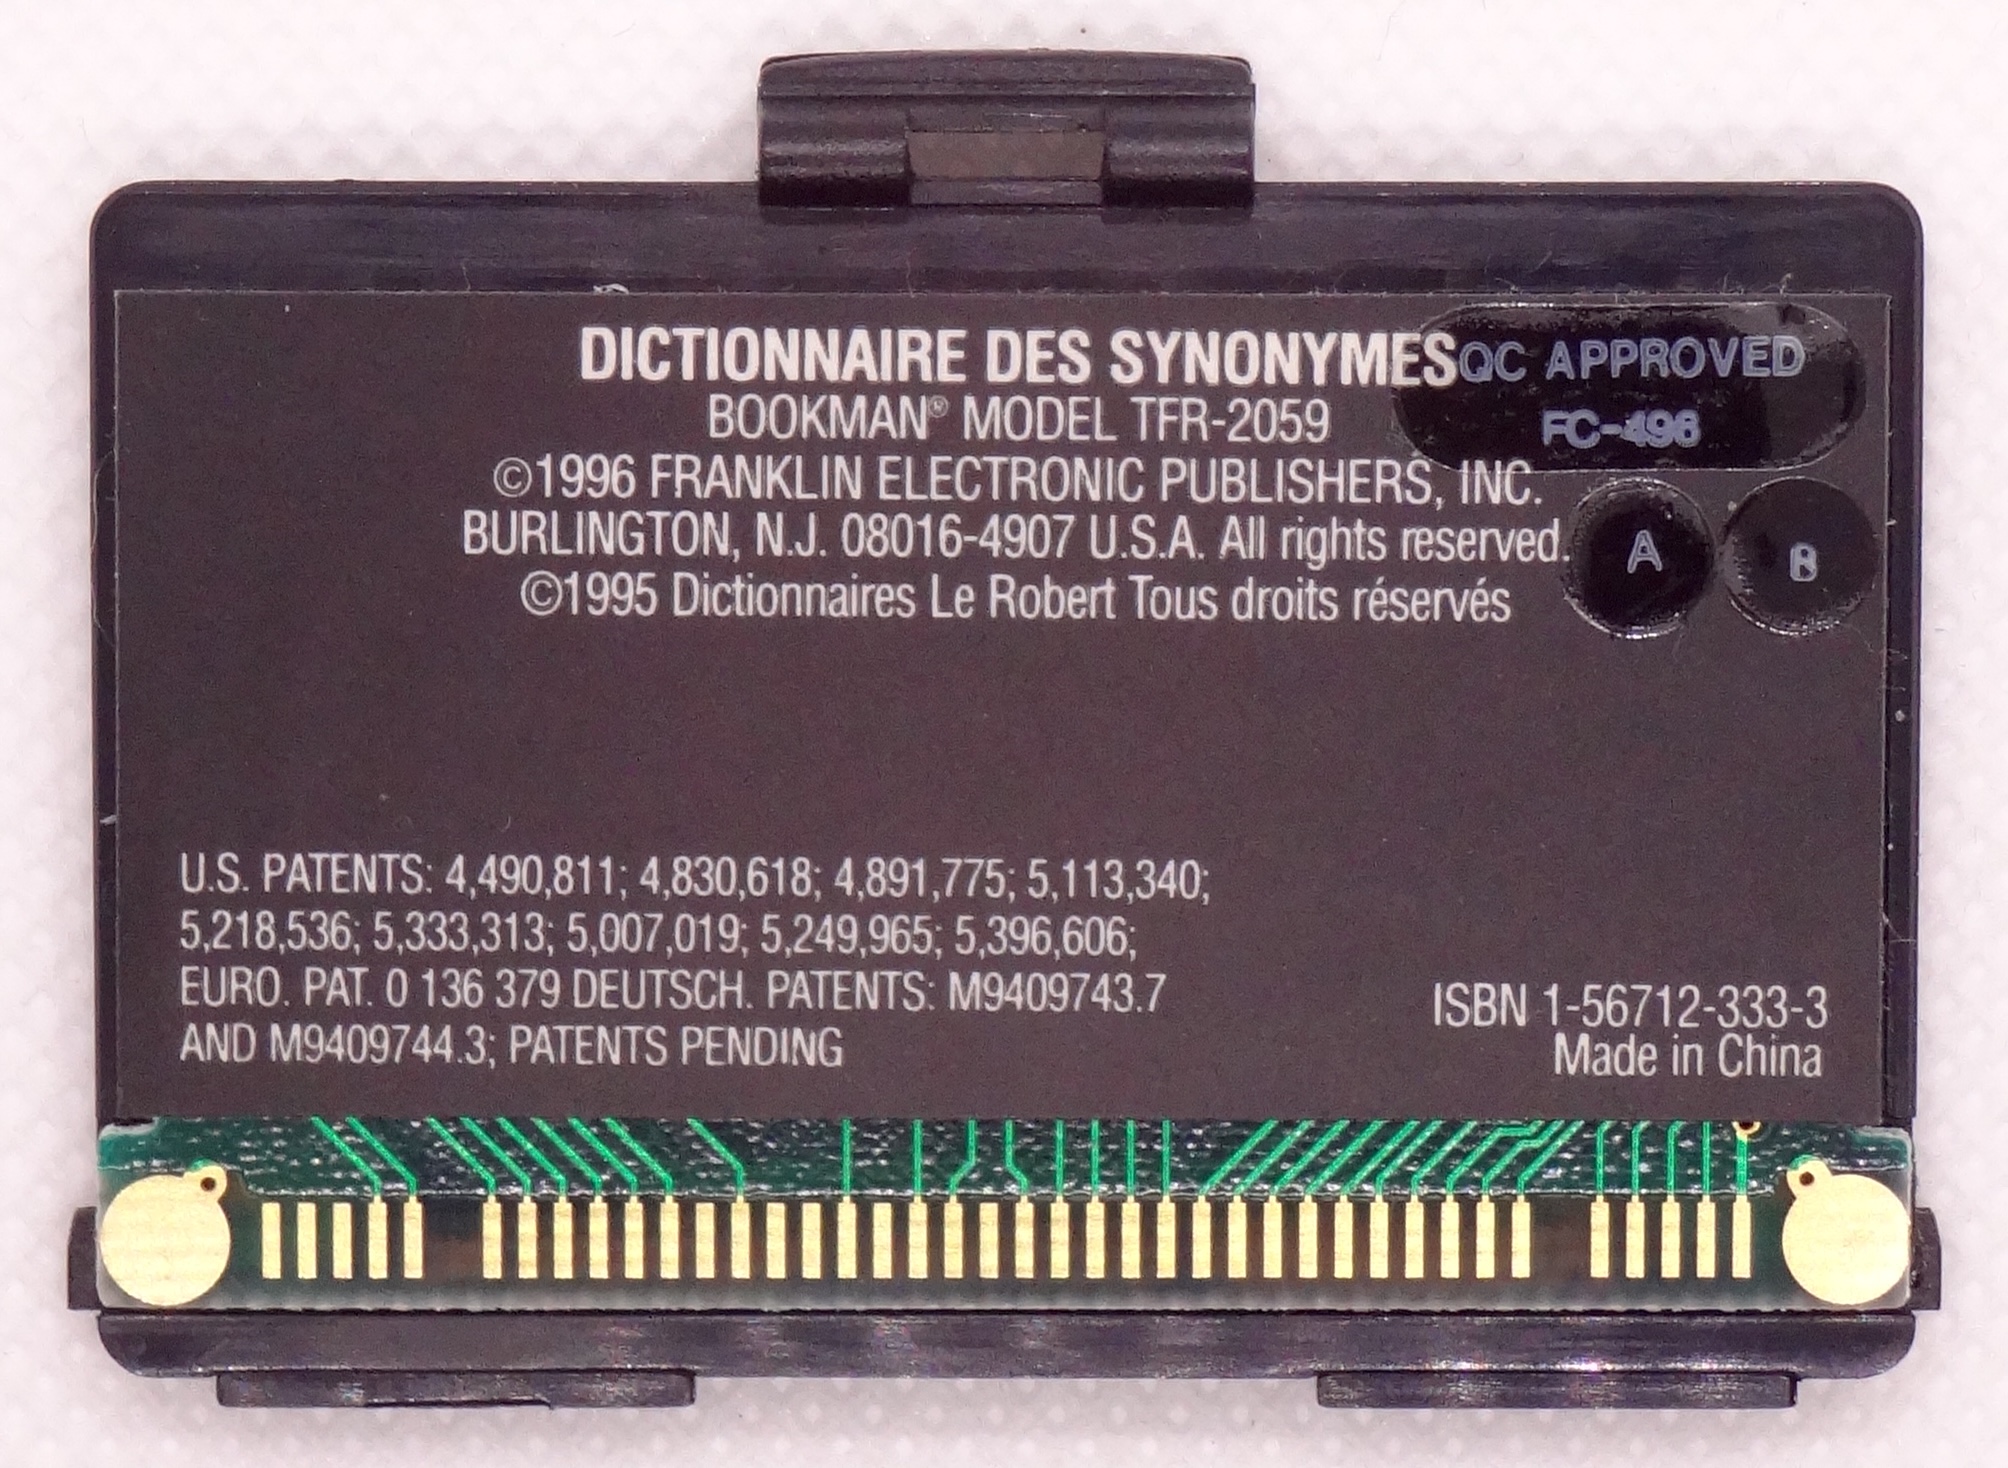 DICTIONNAIRE DES SYNONYMES
QC APPROVED
FC-496
BOOKMAN® MODEL TFR-2059
©1996 FRANKLIN ELECTRONIC PUBLISHERS, INC.
BURLINGTON, N.J. 08016-4907 U.S.A. All rights reserved.
©1995 Dictionnaires Le Robert Tous droits réservés
A
B
U.S. PATENTS: 4,490,811; 4,830,618; 4,891,775; 5,113,340;
5,218,536; 5,333,313; 5,007,019; 5,249,965; 5,396,606;
EURO. PAT. 0 136 379 DEUTSCH. PATENTS: M9409743.7
AND M9409744.3; PATENTS PENDING
ISBN 1-56712-333-3
Made in China